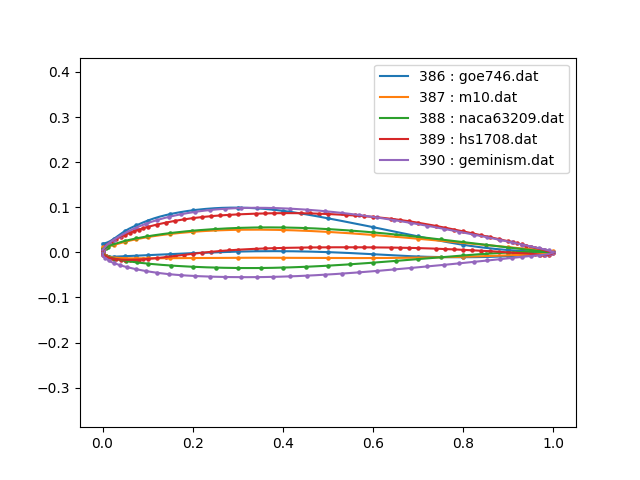 386 : goe746.dat
387 : m10.dat
388 : naca63209.dat
389 : hs1708.dat
390 : geminism.dat
0.4
0.3
0.2
0.1
0.0
−0.1
−0.2
−0.3
0.0 0.2 0.4 0.6 0.8 1.0